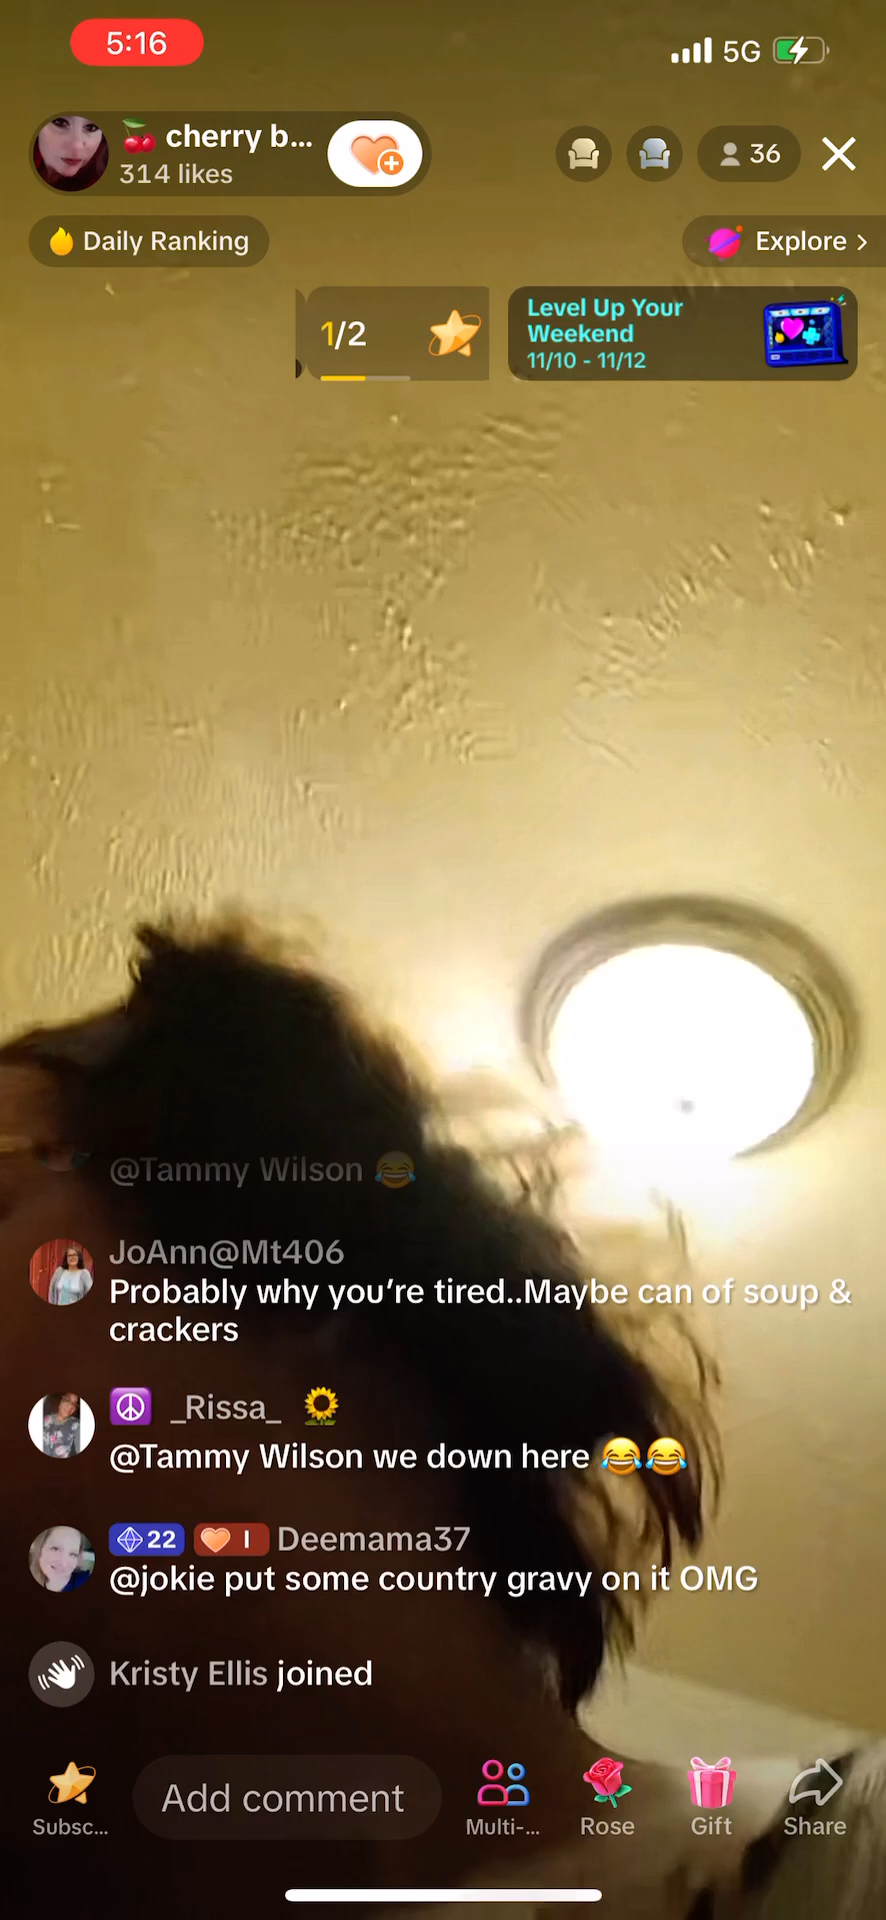 5:16
5G
🍒 cherry b...
314 likes
36
Daily Ranking
Explore >
1/2
Level Up Your
Weekend
11/10 - 11/12
@Tammy Wilson 😂
JoAnn@Mt406
Probably why you’re tired..Maybe can of soup &
crackers
☮️ _Rissa_ 🌻
@Tammy Wilson we down here 😂😂
22 I Deemama37
@jokie put some country gravy on it OMG
Kristy Ellis joined
Add comment
Subsc...
Multi-...
Rose
Gift
Share